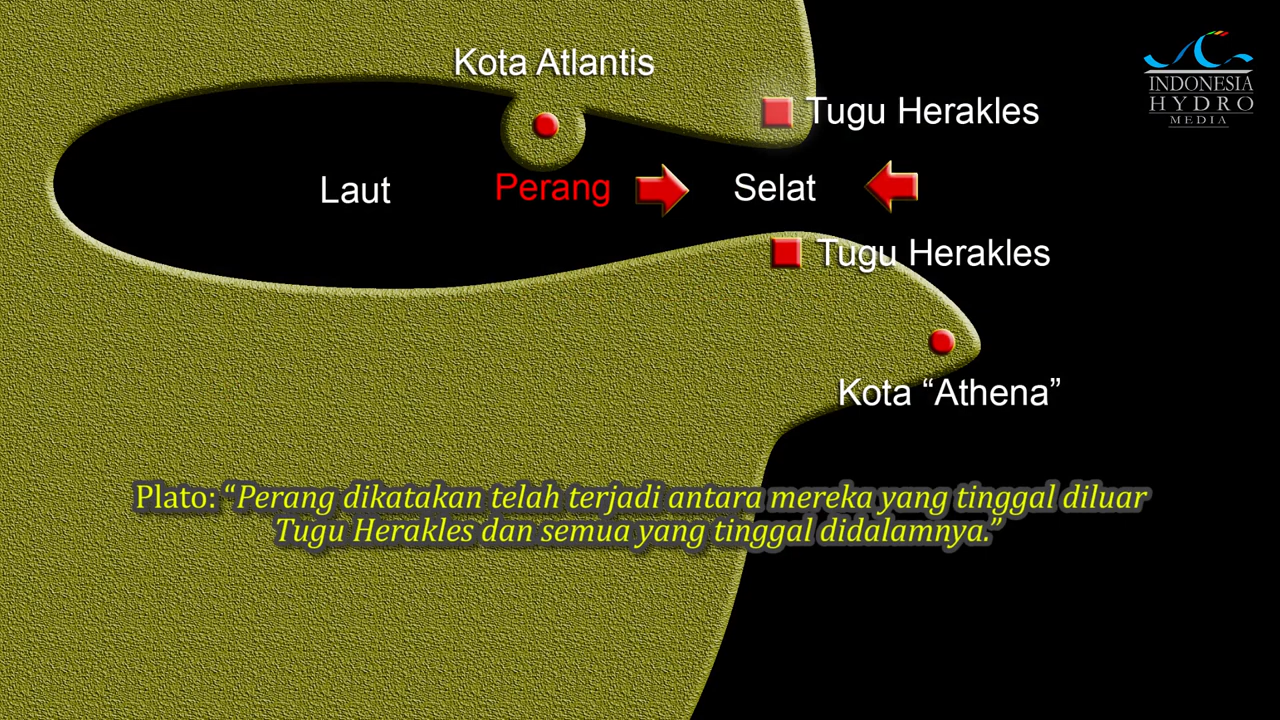 Kota Atlantis
Tugu Herakles
INDONESIA
HYDRO
MEDIA
Laut
Perang
Selat
Tugu Herakles
Kota “Athena”
Plato: “Perang dikatakan telah terjadi antara mereka yang tinggal diluar
Tugu Herakles dan semua yang tinggal didalamnya.”